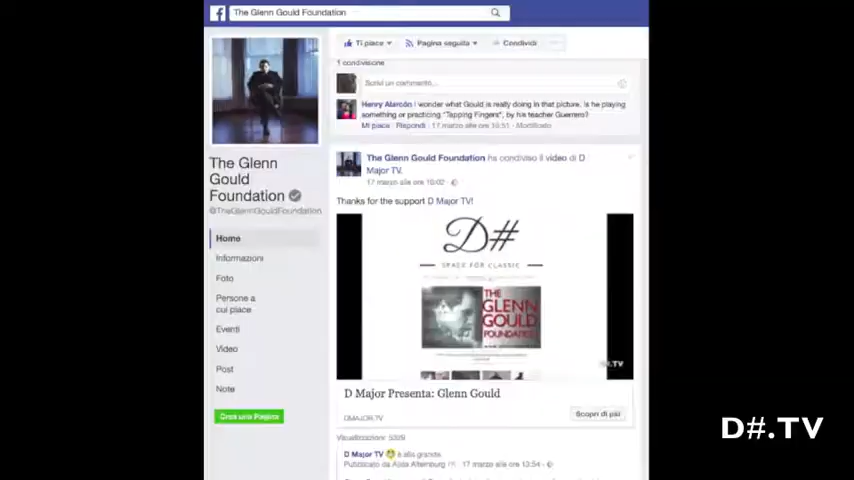 The Glenn Gould Foundation
Ti piace
Pagina seguita
Condividi
1 condivisione
Scrivi un commento...
Henry Alarcón I wonder what Gould is really doing in that picture, is he playing
something or practicing "Tapping Fingers", by his teacher Guerrero?
Mi piace · Rispondi · 17 marzo alle ore 16:51 · Modificato
The Glenn
Gould
Foundation
@TheGlennGouldFoundation
Home
Informazioni
Foto
Persone a
cui piace
Eventi
Video
Post
Note
Crea una Pagina
The Glenn Gould Foundation ha condiviso il video di D
Major TV.
17 marzo alle ore 16:02
Thanks for the support D Major TV!
D#
SPACE FOR CLASSIC
THE
GLENN
GOULD
FOUNDATION
D#.TV
D Major Presenta: Glenn Gould
DMAJOR.TV
Scopri di più
D Major TV è alla grande.
Pubblicato da
17 marzo alle ore 13:54
D#.TV